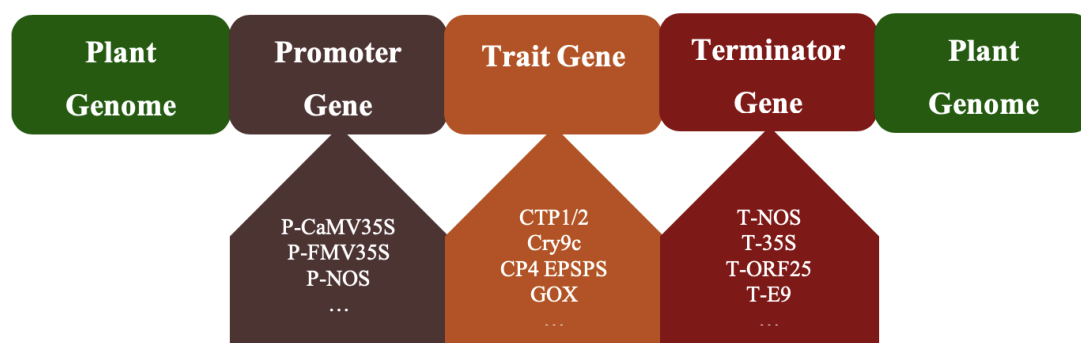 Plant
Genome
Promoter
Gene
Trait Gene
Terminator
Gene
Plant
Genome
P-CaMV35S
P-FMV35S
P-NOS
…
CTP1/2
Cry9c
CP4 EPSPS
GOX
…
T-NOS
T-35S
T-ORF25
T-E9
…